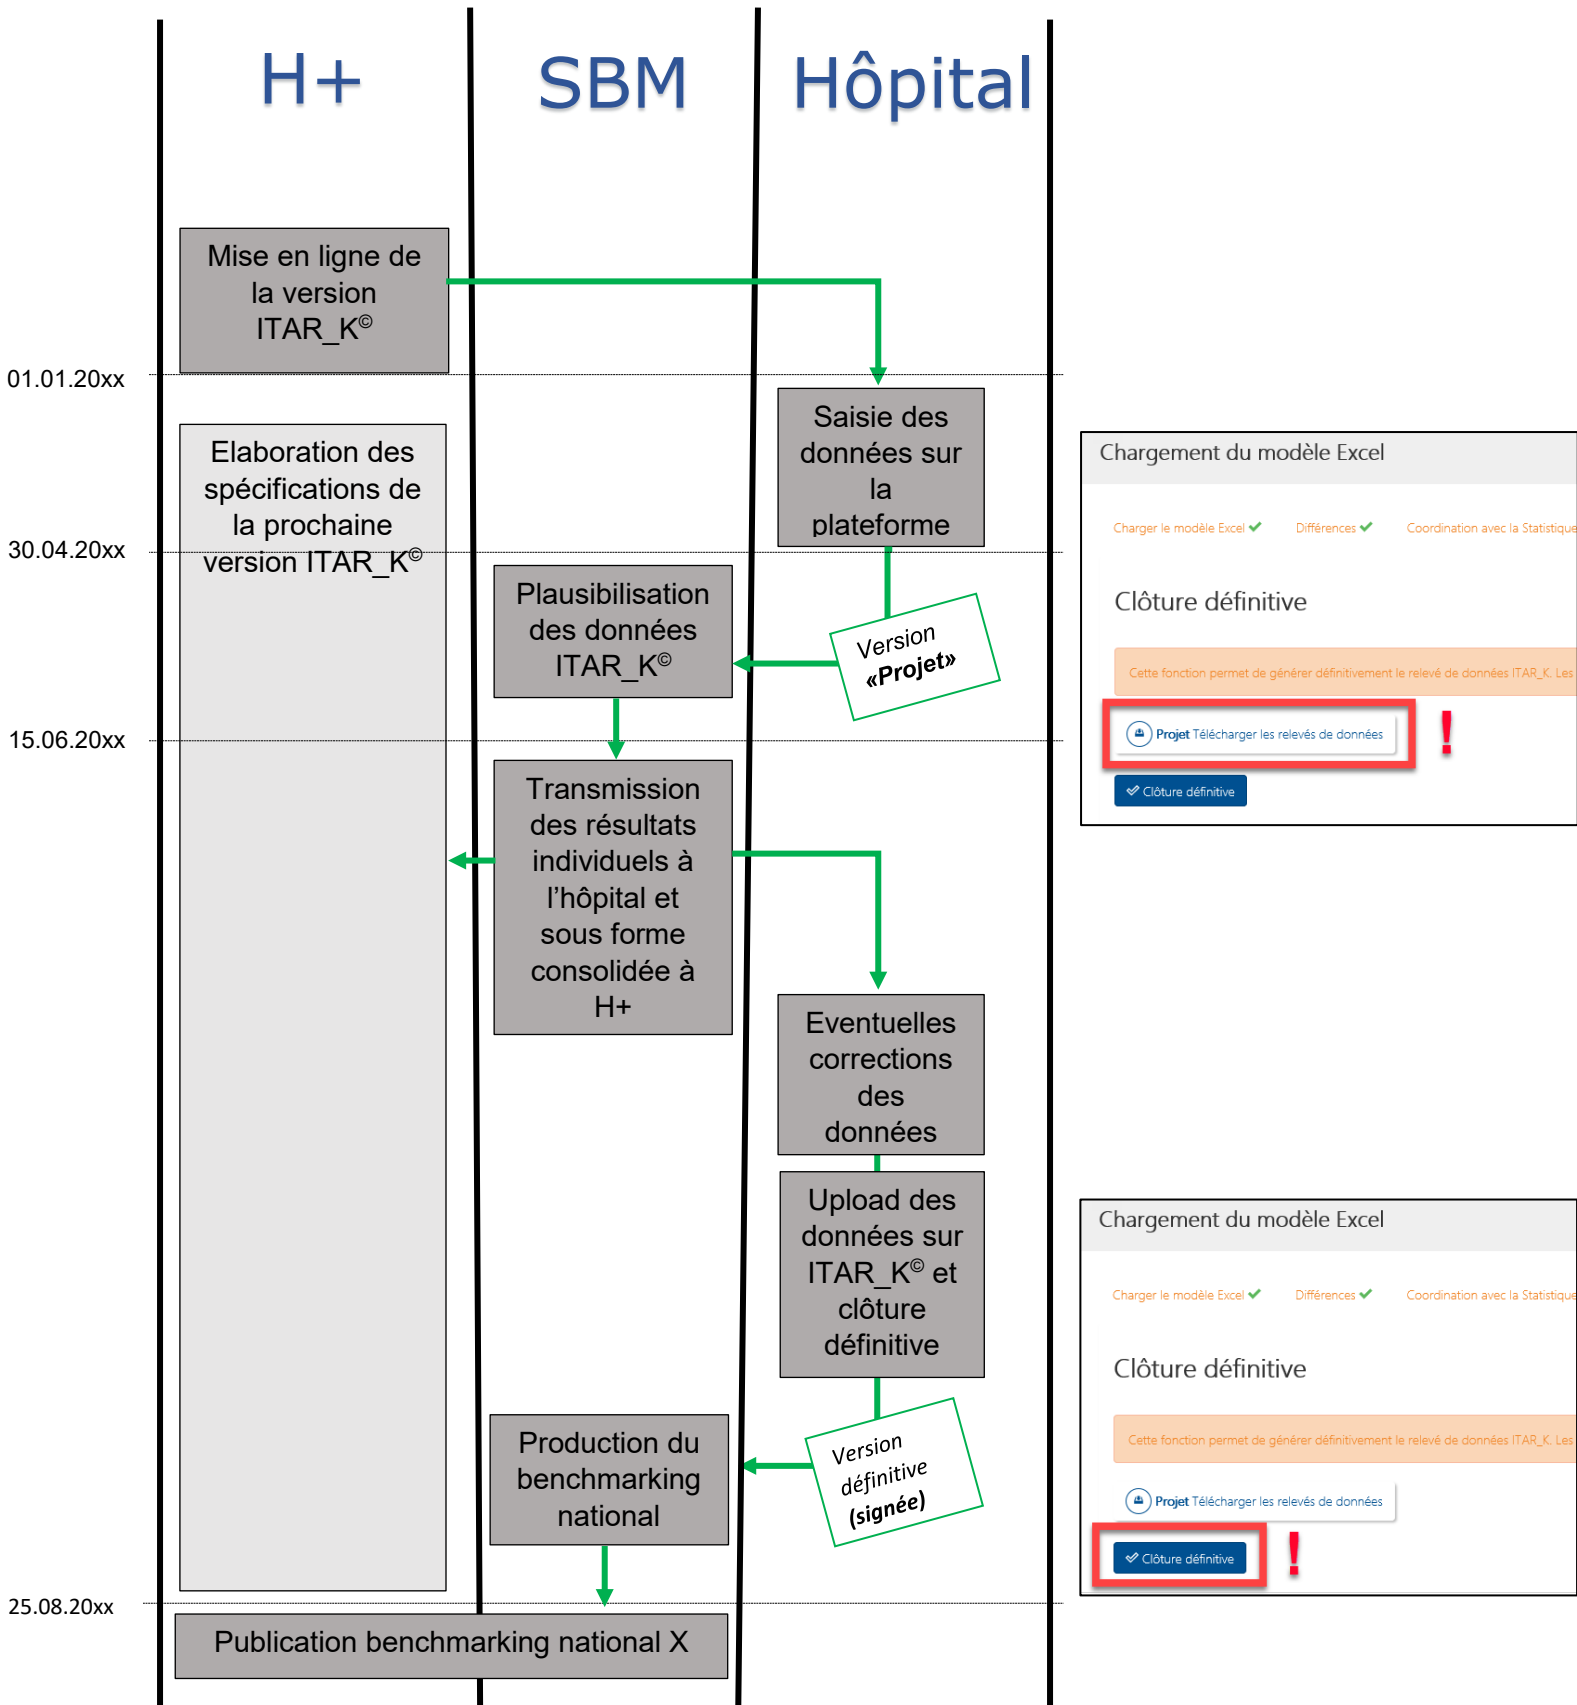 H+
SBM
Hôpital
Mise en ligne de
la version
ITAR_K©
01.01.20xx
Elaboration des
spécifications de
la prochaine
version ITAR_K©
Saisie des
données sur
la
plateforme
30.04.20xx
Plausibilisation
des données
ITAR_K©
Version
«Projet»
15.06.20xx
Transmission
des résultats
individuels à
l’hôpital et
sous forme
consolidée à
H+
Eventuelles
corrections
des
données
Upload des
données sur
ITAR_K© et
clôture
définitive
Production du
benchmarking
national
Version
définitive
(signée)
25.08.20xx
Publication benchmarking national X
Chargement du modèle Excel
Charger le modèle Excel ✔ Différences ✔ Coordination avec la Statistique
Clôture définitive
Cette fonction permet de générer définitivement le relevé de données ITAR_K. Les
Projet Télécharger les relevés de données
!
Clôture définitive
Chargement du modèle Excel
Charger le modèle Excel ✔ Différences ✔ Coordination avec la Statistique
Clôture définitive
Cette fonction permet de générer définitivement le relevé de données ITAR_K. Les
Projet Télécharger les relevés de données
Clôture définitive
!